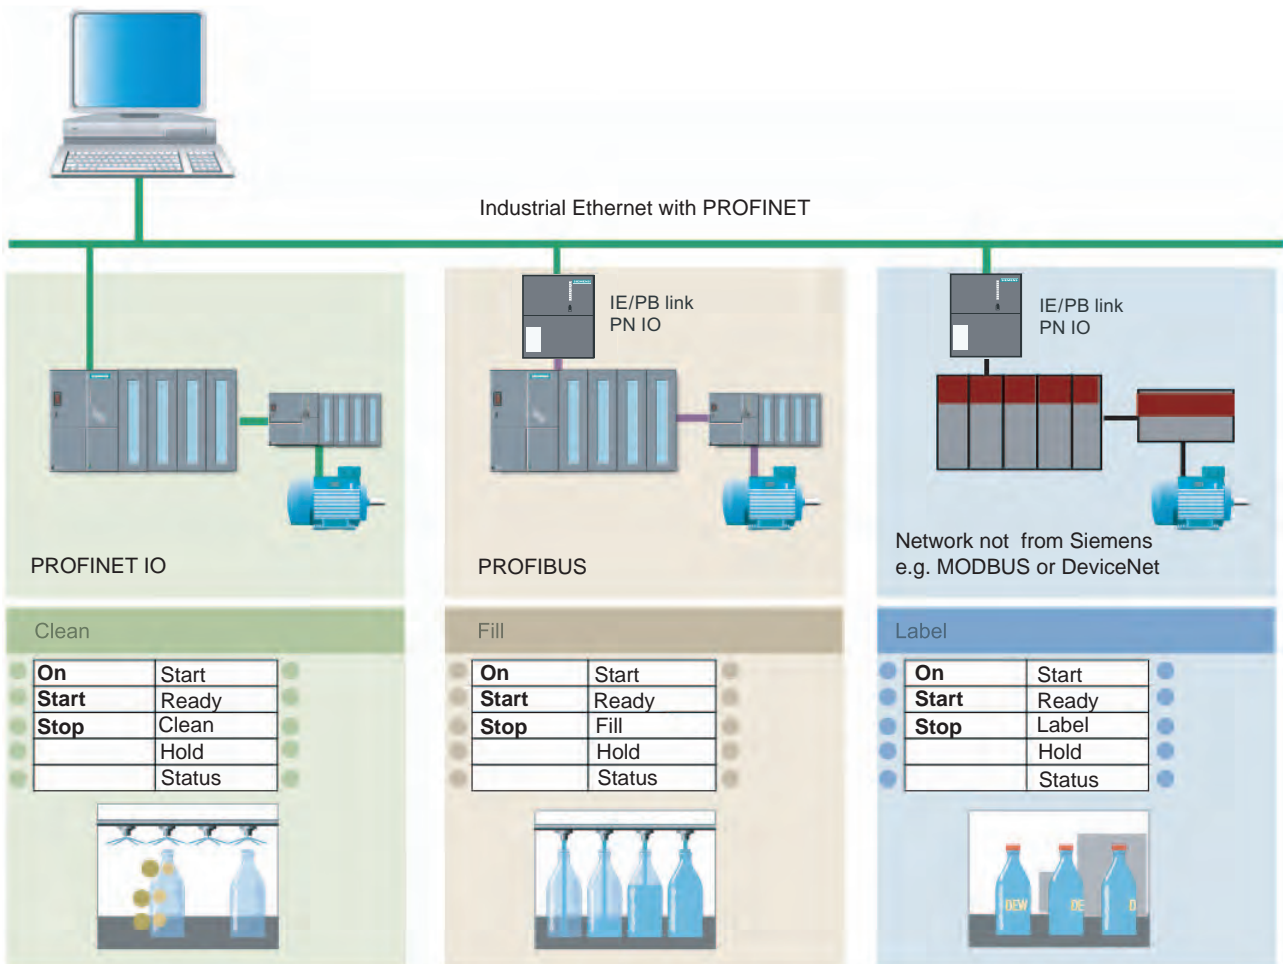 Industrial Ethernet with PROFINET
IE/PB link
PN IO
IE/PB link
PN IO
PROFINET IO
PROFIBUS
Network not from Siemens
e.g. MODBUS or DeviceNet
Clean
On Start
Start Ready
Stop Clean
Hold
Status
Fill
On Start
Start Ready
Stop Fill
Hold
Status
Label
On Start
Start Ready
Stop Label
Hold
Status
DEW
DE
D